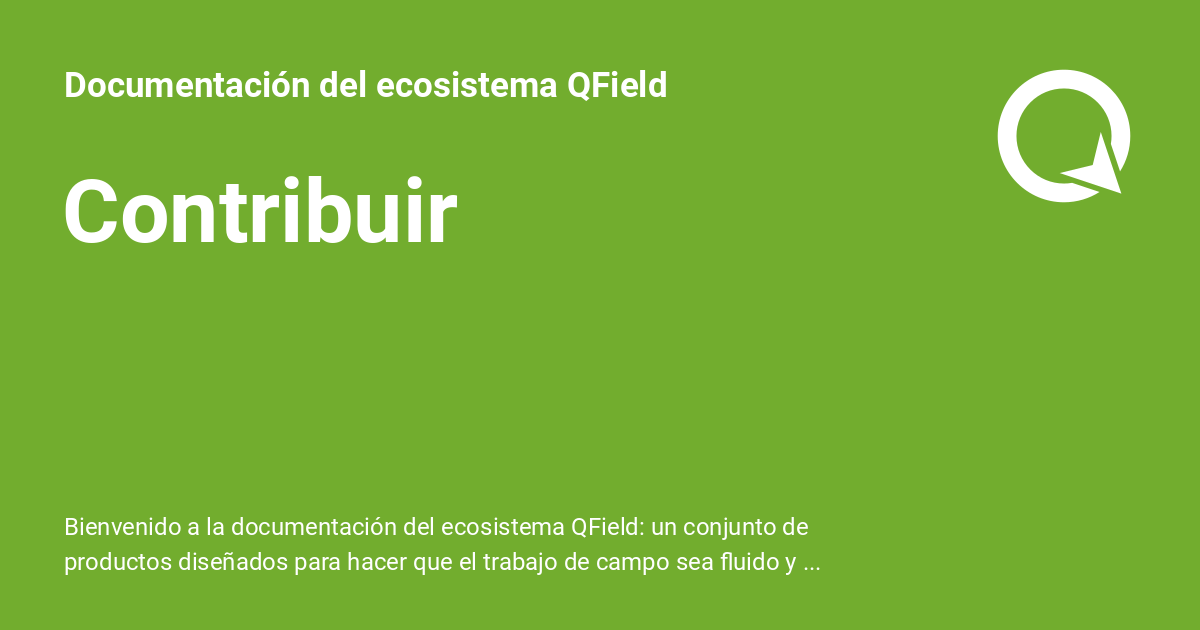 Documentación del ecosistema QField
Contribuir
Bienvenido a la documentación del ecosistema QField: un conjunto de
productos diseñados para hacer que el trabajo de campo sea fluido y ...